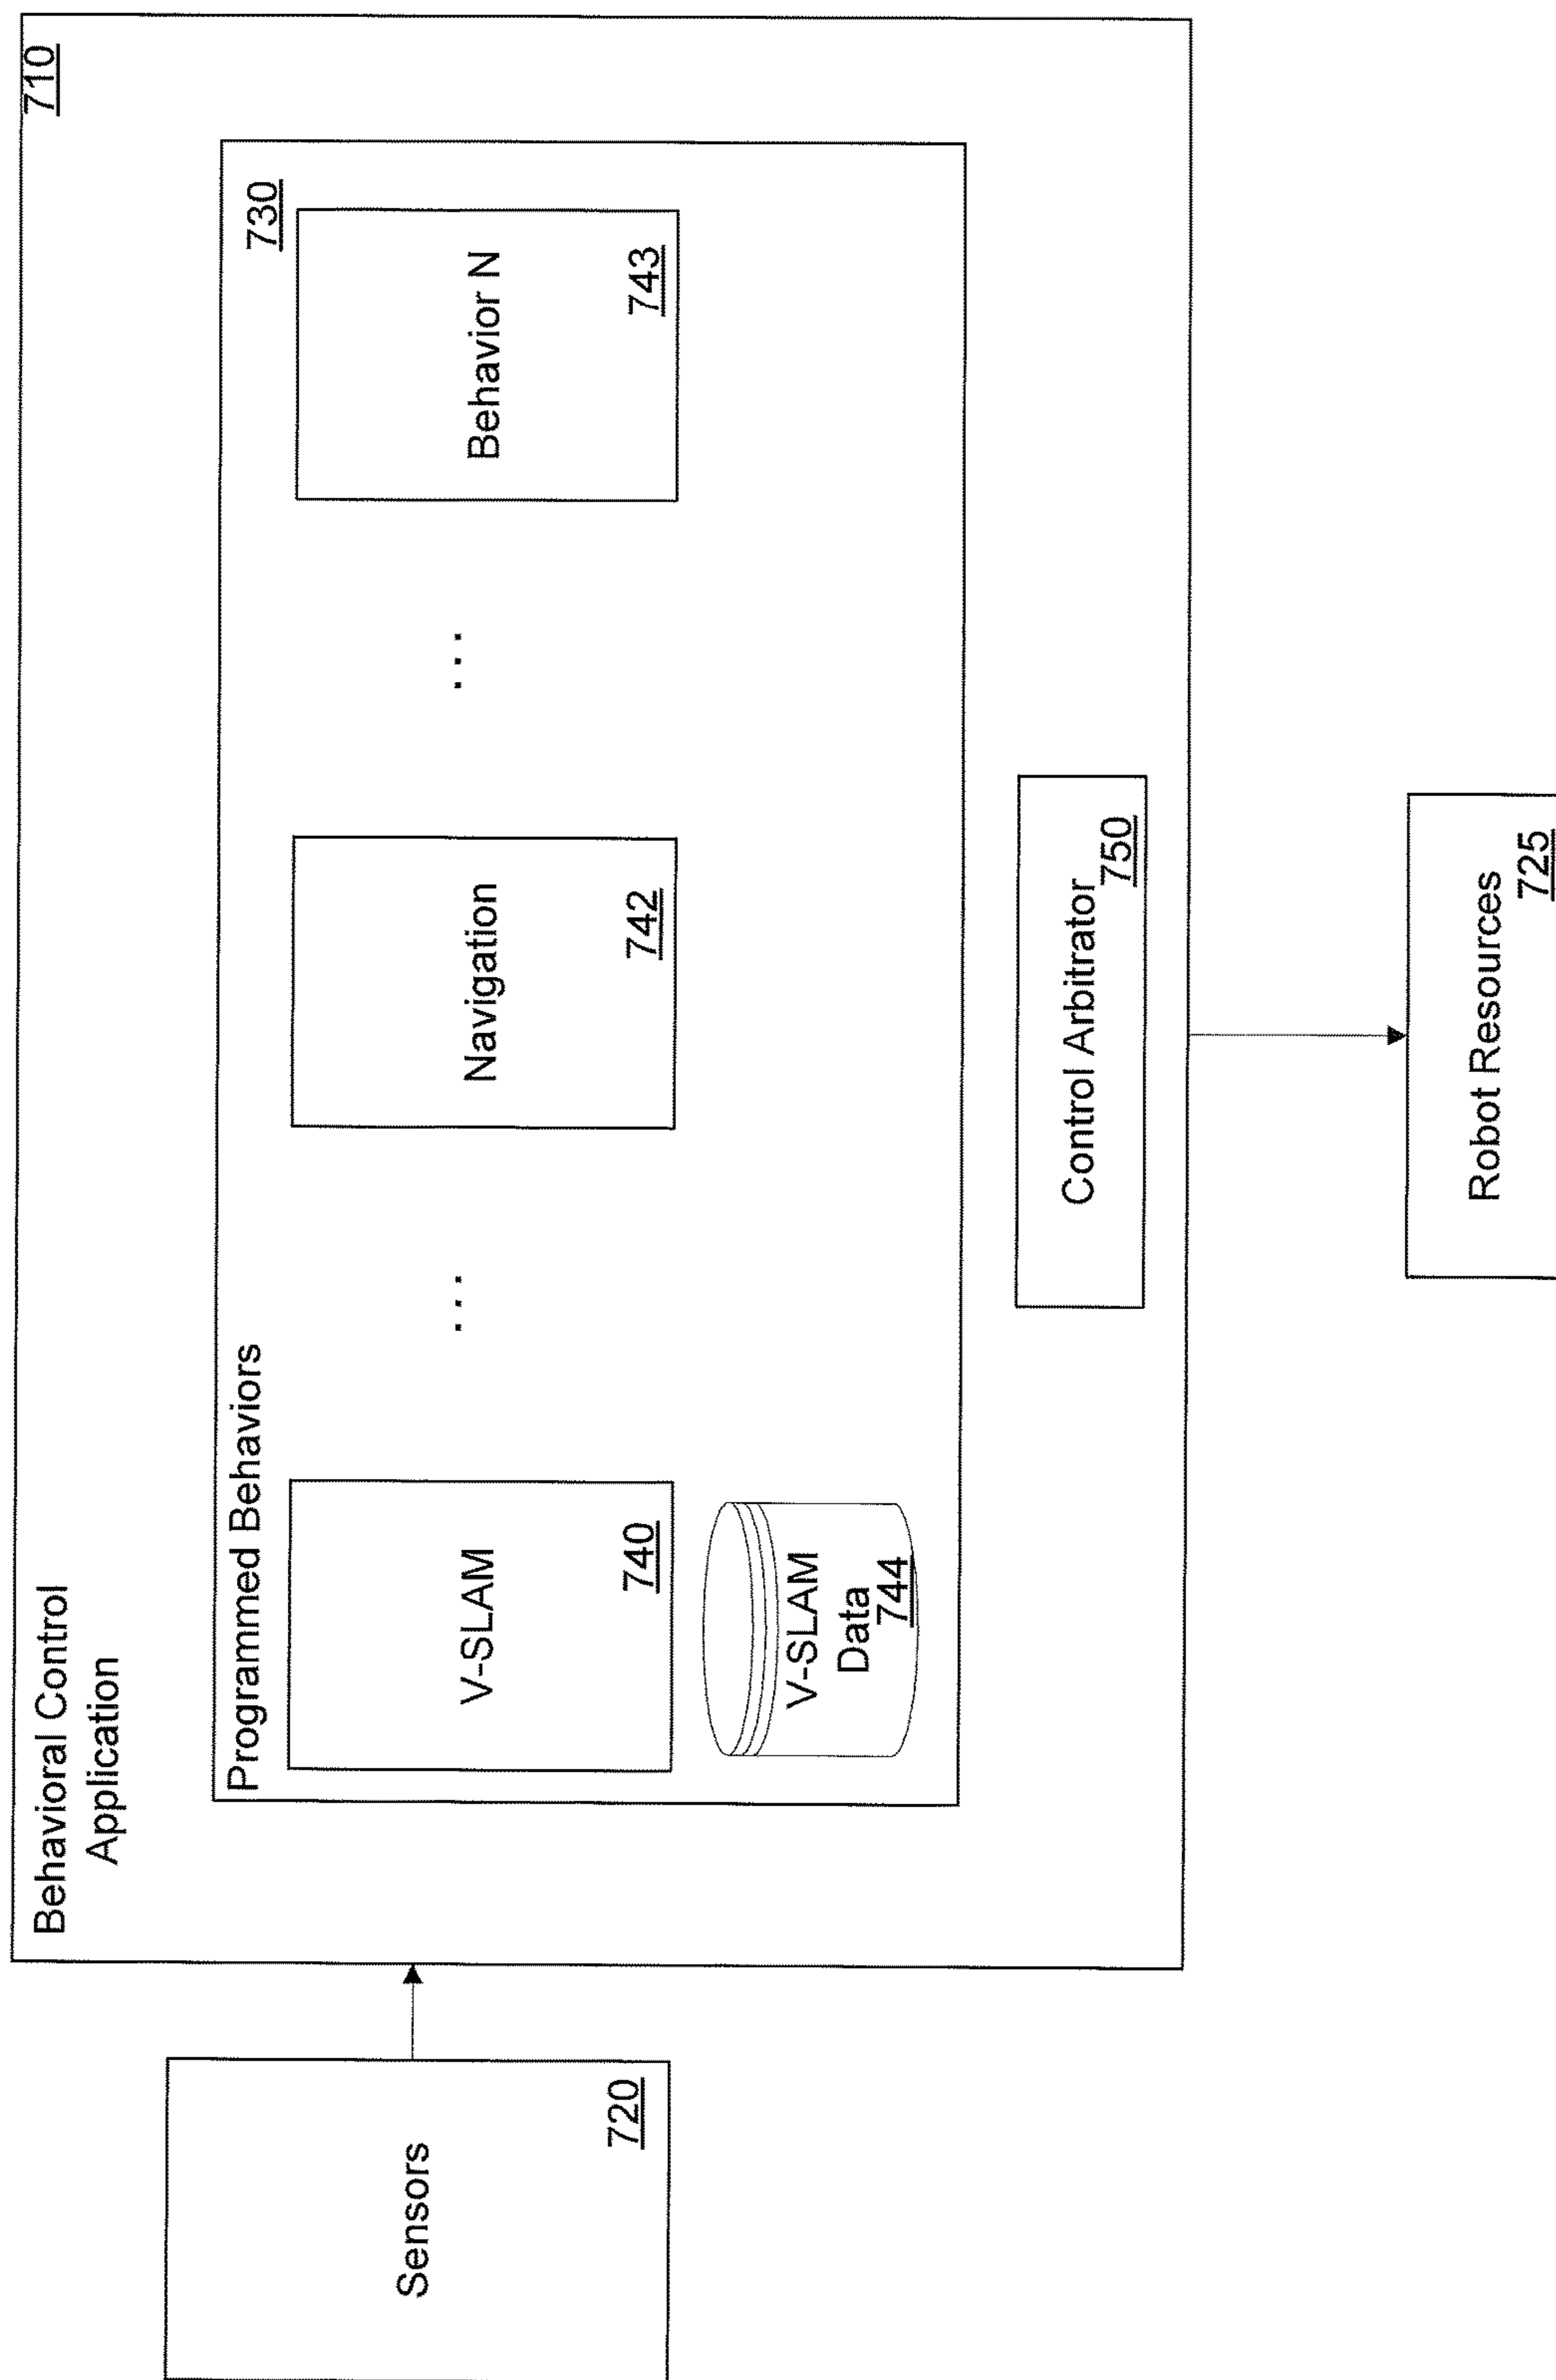 Behavioral Control
Application
710
Programmed Behaviors
730
Sensors
720
V-SLAM
740
...
Navigation
742
...
Behavior N
743
V-SLAM
Data
744
Control Arbitrator
750
Robot Resources
725